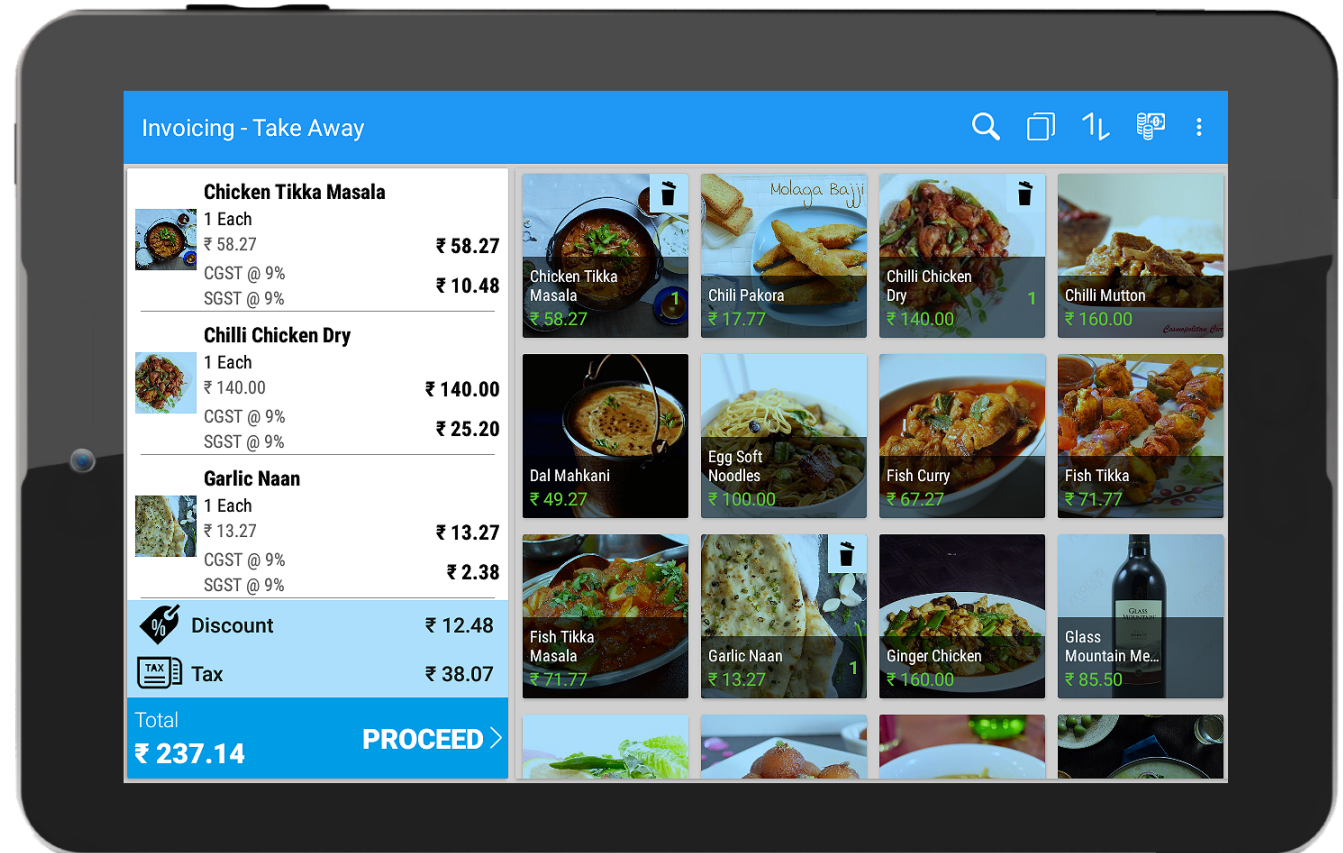 Invoicing - Take Away
Chicken Tikka Masala
1 Each
₹ 58.27
₹ 58.27
CGST @ 9%
₹ 10.48
SGST @ 9%
Chilli Chicken Dry
1 Each
₹ 140.00
₹ 140.00
CGST @ 9%
₹ 25.20
SGST @ 9%
Garlic Naan
1 Each
₹ 13.27
₹ 13.27
CGST @ 9%
₹ 2.38
SGST @ 9%
%
Discount
₹ 12.48
TAX
Tax
₹ 38.07
Total
₹ 237.14
PROCEED
Chicken Tikka
Masala
1
₹ 58.27
Molaga Bajji
Chili Pakora
₹ 17.77
Chilli Chicken
Dry
1
₹ 140.00
Chilli Mutton
₹ 160.00
Cosmopolitan
Dal Mahkani
₹ 49.27
Egg Soft
Noodles
₹ 100.00
Fish Curry
₹ 67.27
Fish Tikka
₹ 71.77
Fish Tikka
Masala
₹ 71.77
Garlic Naan
1
₹ 13.27
Ginger Chicken
₹ 160.00
GLASS
MOUNTAIN
Glass
Mountain Me...
₹ 85.50